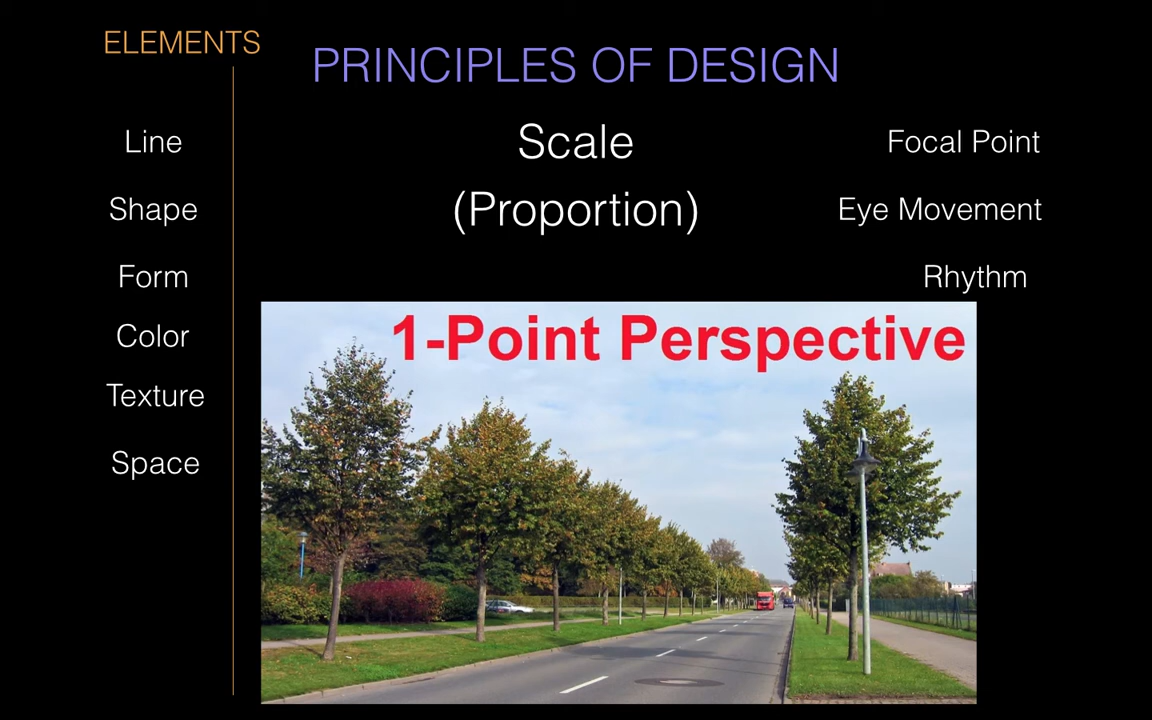 ELEMENTS
PRINCIPLES OF DESIGN
Line
Shape
Form
Color
Texture
Space
Scale
(Proportion)
Focal Point
Eye Movement
Rhythm
1-Point Perspective